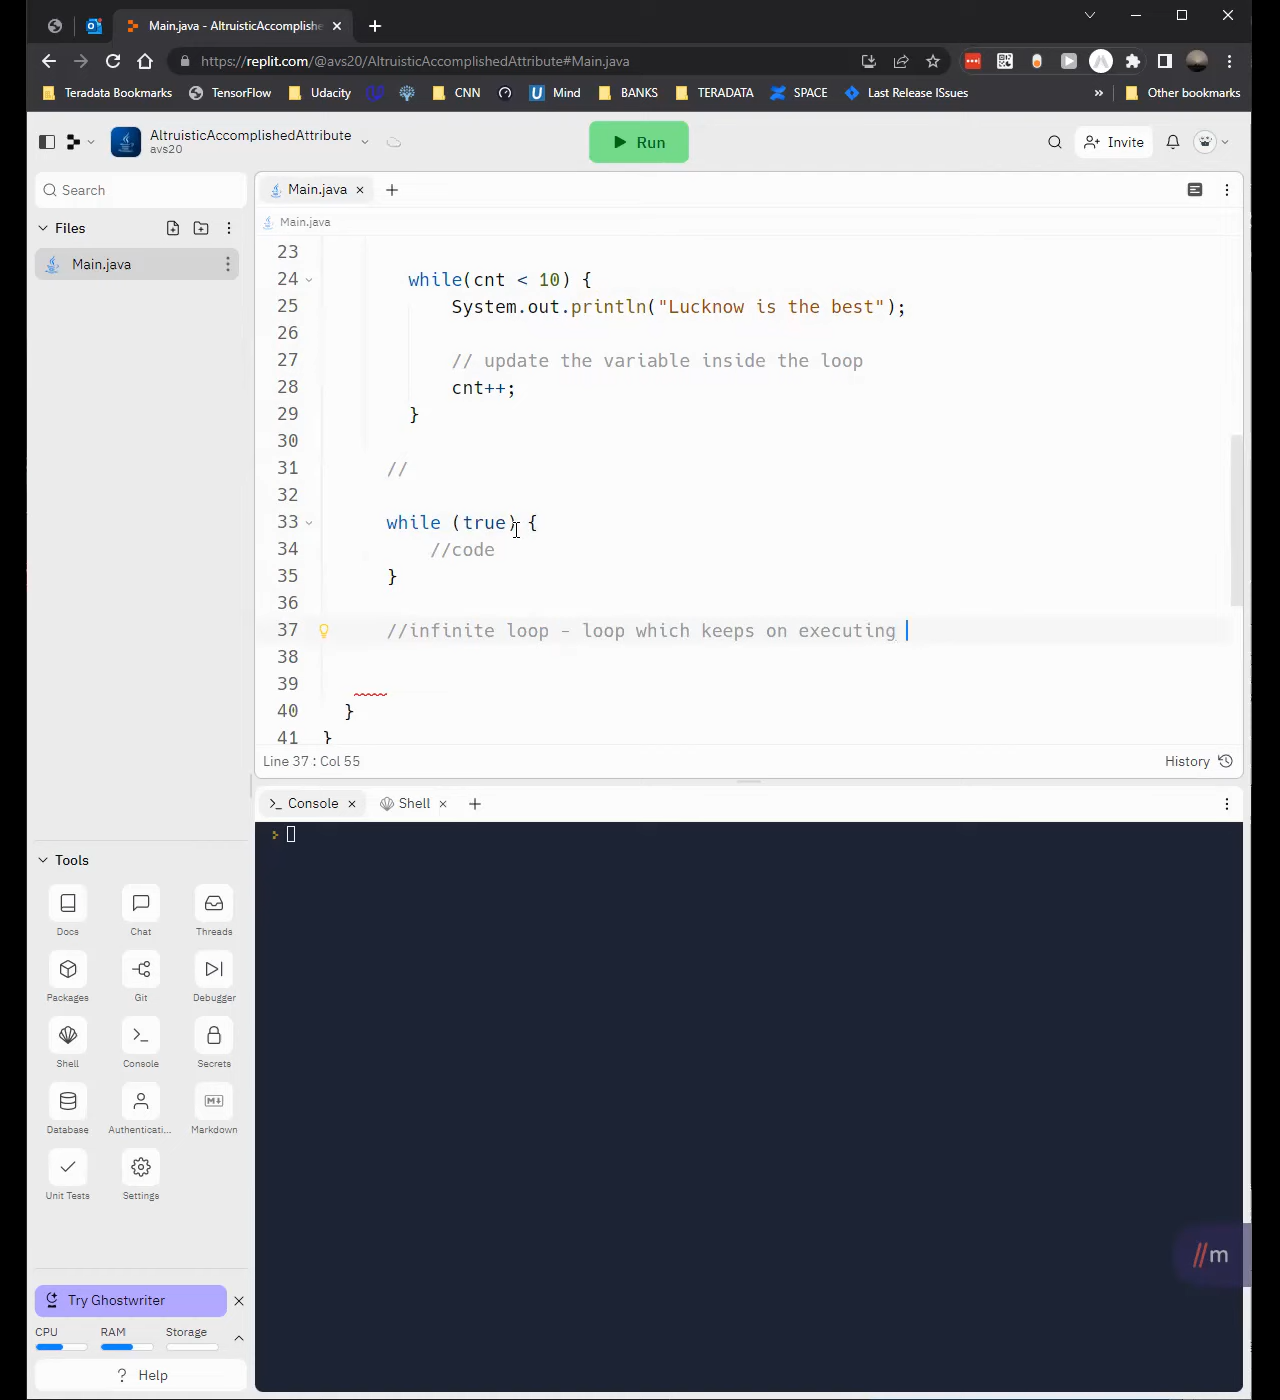 Main.java - AltruisticAccomplishe
https://replit.com/@avs20/AltruisticAccomplishedAttribute#Main.java
Teradata Bookmarks TensorFlow Udacity CNN Mind BANKS TERADATA SPACE Last Release ISsues » Other bookmarks
AltruisticAccomplishedAttribute
avs20
Run
Invite
Search
Main.java
Files
Main.java
Main.java
23
24 while(cnt < 10) {
25 System.out.println("Lucknow is the best");
26
27 // update the variable inside the loop
28 cnt++;
29 }
30
31 //
32
33 while (true) {
34 //code
35 }
36
37 //infinite loop - loop which keeps on executing
38
39
40 }
41 }
Line 37 : Col 55
History
Console
Shell
Tools
Docs Chat Threads
Packages Git Debugger
Shell Console Secrets
Database Authenticati... Markdown
Unit Tests Settings
//m
Try Ghostwriter
CPU RAM Storage
? Help